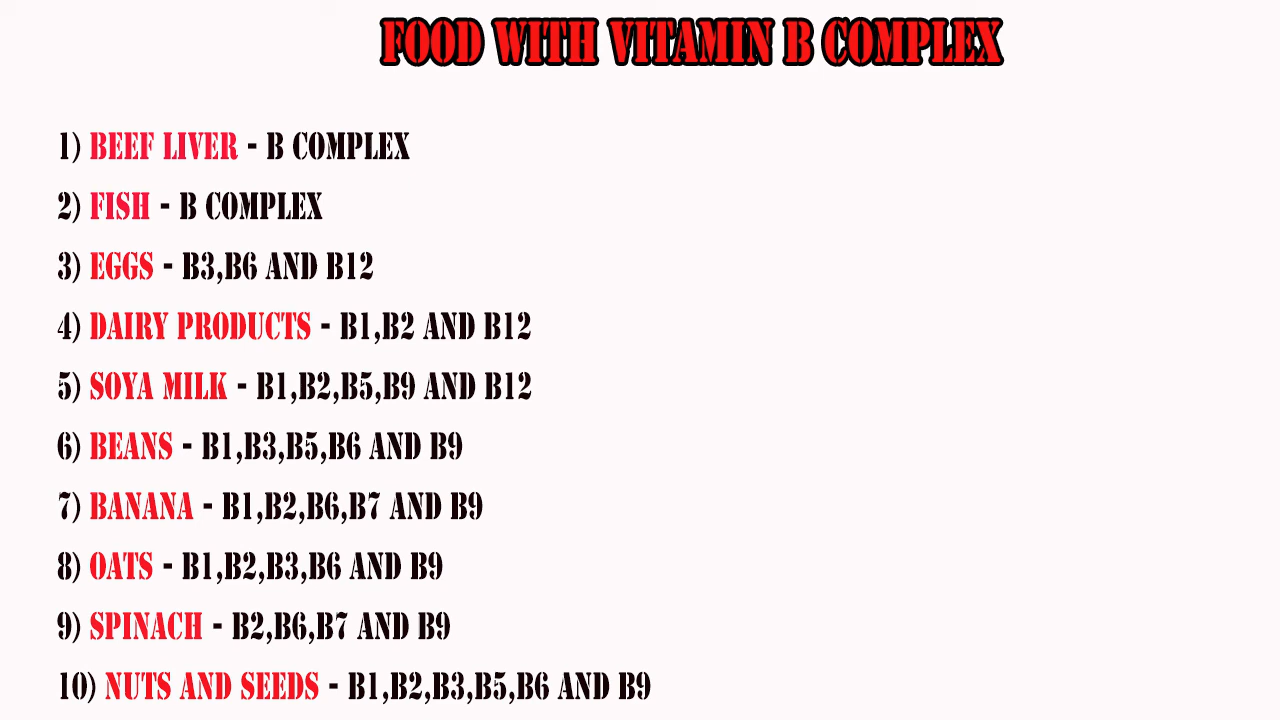 FOOD WITH VITAMIN B COMPLEX
1) BEEF LIVER - B COMPLEX
2) FISH - B COMPLEX
3) EGGS - B3,B6 AND B12
4) DAIRY PRODUCTS - B1,B2 AND B12
5) SOYA MILK - B1,B2,B5,B9 AND B12
6) BEANS - B1,B3,B5,B6 AND B9
7) BANANA - B1,B2,B6,B7 AND B9
8) OATS - B1,B2,B3,B6 AND B9
9) SPINACH - B2,B6,B7 AND B9
10) NUTS AND SEEDS - B1,B2,B3,B5,B6 AND B9